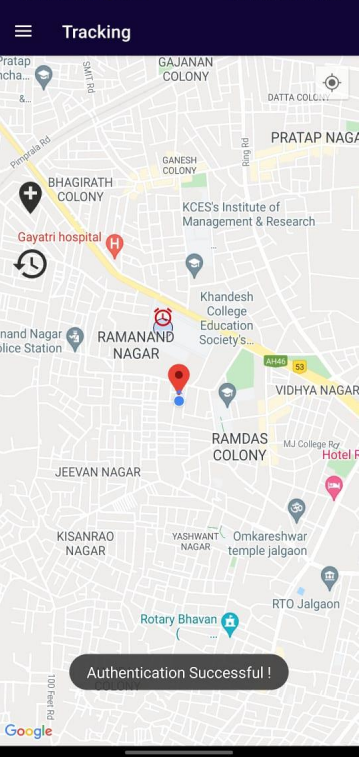 Tracking
Pratap
ncha...
&...
SMIT Rd
GAJANAN
COLONY
DATTA COLO...
PRATAP NAGA
Pimprala Rd
Ring Rd
GANESH
COLONY
BHAGIRATH
COLONY
KCES's Institute of
Management & Research
Gayatri hospital
H
Khandesh
College
Education
Society's...
nand Nagar
olice Station
RAMANAND
NAGAR
AH46
53
VIDHYA NAGAR
RAMDAS
COLONY
MJ College Rd
Hotel R
JEEVAN NAGAR
KISANRAO
NAGAR
YASHWANT
NAGAR
Omkareshwar
temple jalgaon
RTO Jalgaon
Rotary Bhavan
( ...
Authentication Successful !
COLONY
100 Feet Rd
Google